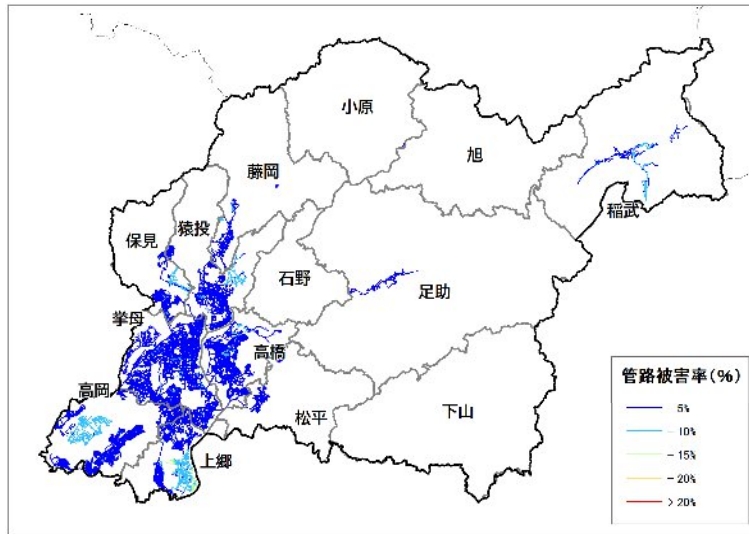 小原
旭
藤岡
稲武
保見
猿投
石野
足助
挙母
高橋
高岡
松平
下山
上郷
管路被害率(%)
5%
-10%
-15%
-20%
>20%